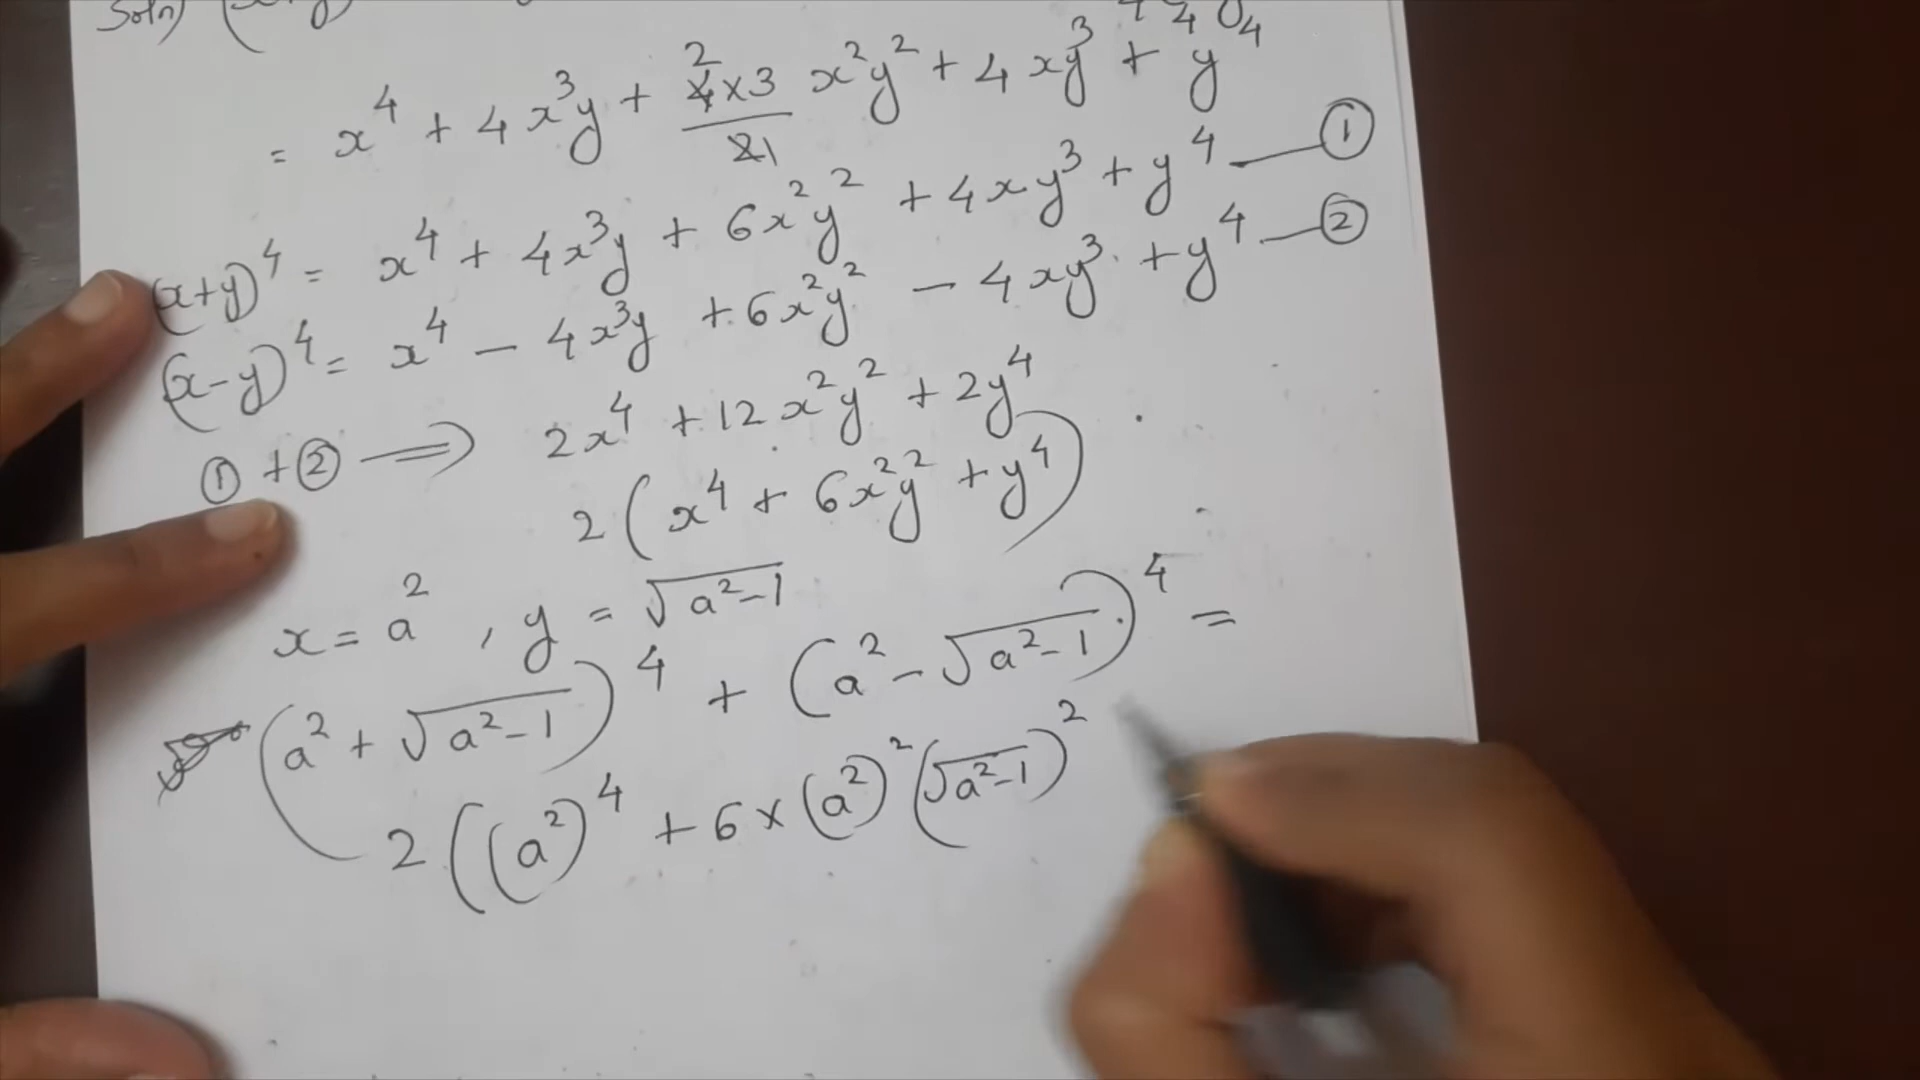 Soln)
= x⁴ + 4x³y + 4×3/2 2 1 x²y² + 4xy³ + y⁴
(x+y)⁴ = x⁴ + 4x³y + 6x²y² + 4xy³ + y⁴ — ①
(x-y)⁴ = x⁴ - 4x³y + 6x²y² - 4xy³ + y⁴ — ②
① + ② ⟹ 2x⁴ + 12x²y² + 2y⁴
2(x⁴ + 6x²y² + y⁴)
x = a², y = √(a²-1)
(a² + √(a²-1))⁴ + (a² - √(a²-1))⁴ =
2((a²)⁴ + 6×(a²)²(√(a²-1))²